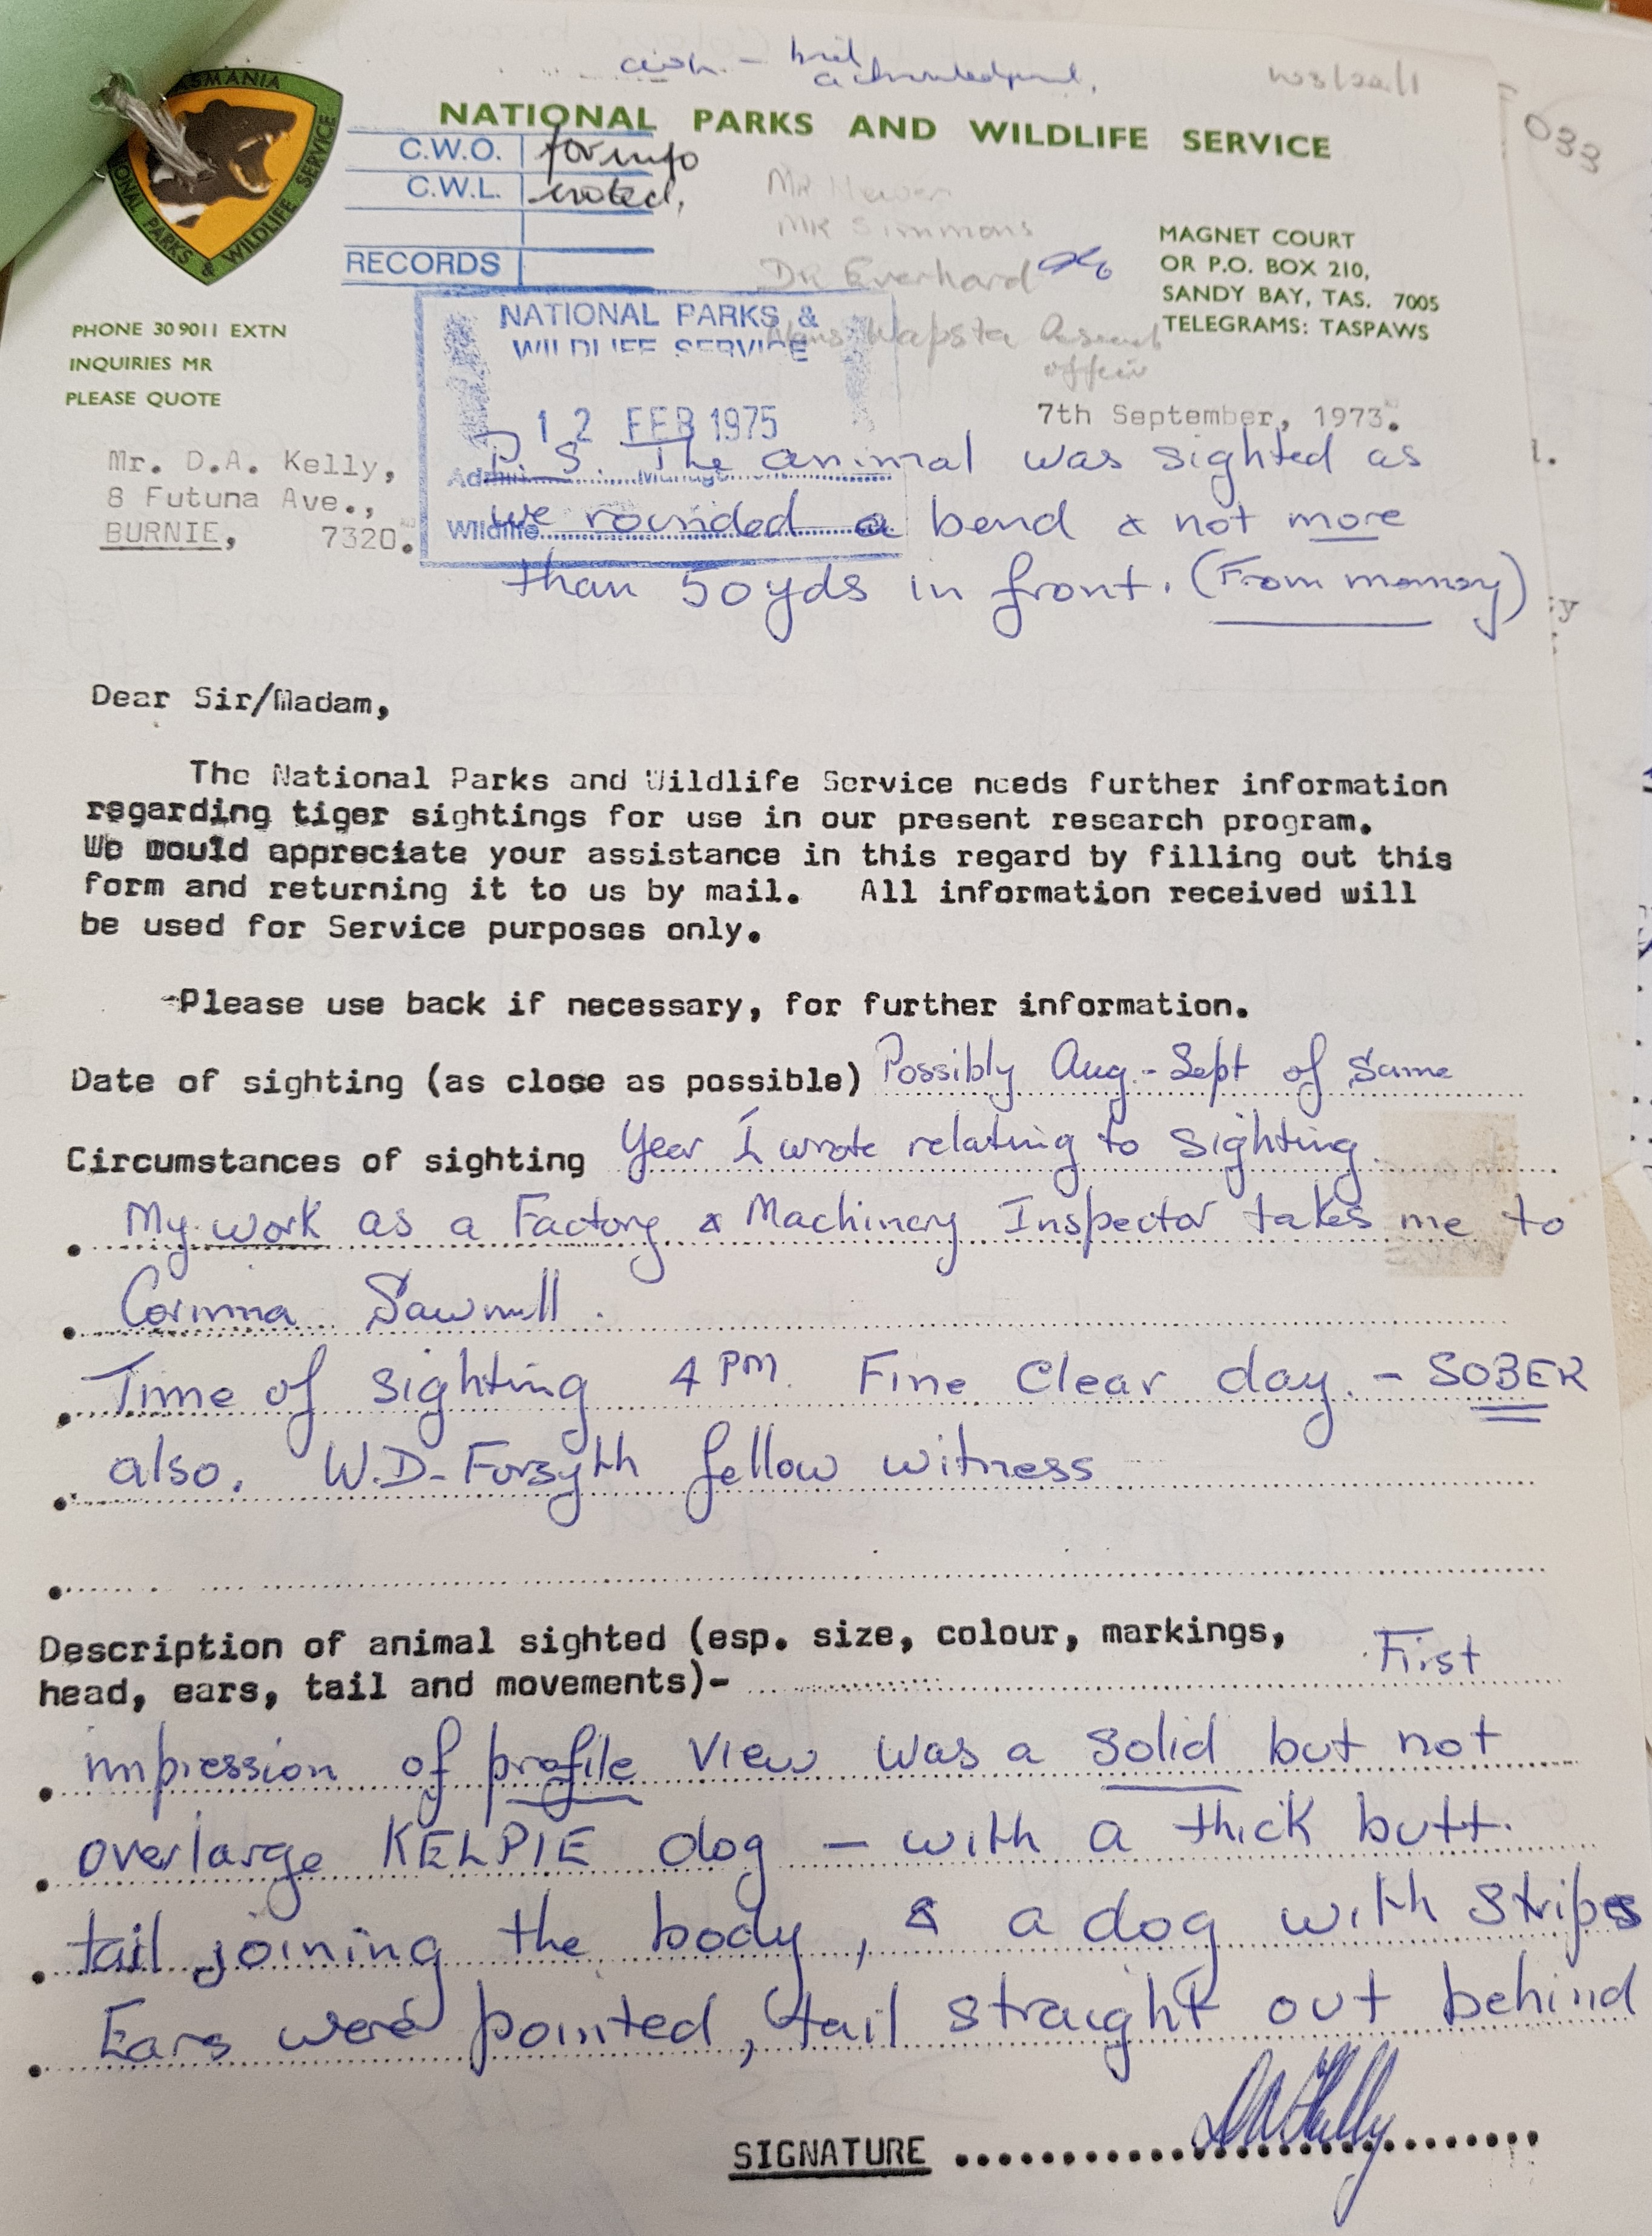 acknowledgment,
W3/20/1
033
TASMANIA
NATIONAL PARKS & WILDLIFE SERVICE
NATIONAL PARKS AND WILDLIFE SERVICE
C.W.O. for info
C.W.L. noted,
RECORDS
Mr
Mr Simmons
Dr Everhard
Wapsta Research
officer
MAGNET COURT
OR P.O. BOX 210,
SANDY BAY, TAS. 7005
TELEGRAMS: TASPAWS
PHONE 30 9011 EXTN
INQUIRIES MR
PLEASE QUOTE
NATIONAL PARKS &
WILDLIFE SERVICE
12 FEB 1975
Wildlife
7th September, 1973.
Mr. D.A. Kelly,
8 Futuna Ave.,
BURNIE, 7320.
P.S. The animal was sighted as
we rounded a bend & not more
than 50yds in front. (From memory)
Dear Sir/Madam,
The National Parks and Wildlife Service needs further information
regarding tiger sightings for use in our present research program.
We would appreciate your assistance in this regard by filling out this
form and returning it to us by mail. All information received will
be used for Service purposes only.
-Please use back if necessary, for further information.
Date of sighting (as close as possible) Possibly Aug.-Sept of Same
Circumstances of sighting Year I wrote relating to sighting.
My work as a Factory & Machinery Inspector takes me to
Corinna Sawmill.
Time of sighting 4 PM. Fine Clear day. - SOBER
also. W.D. Forsyth fellow witness
Description of animal sighted (esp. size, colour, markings,
head, ears, tail and movements)- First
impression of profile view was a solid but not
overlarge KELPIE dog - with a thick butt.
tail joining the body, & a dog with stripes
Ears were pointed, tail straight out behind
SIGNATURE DAKelly